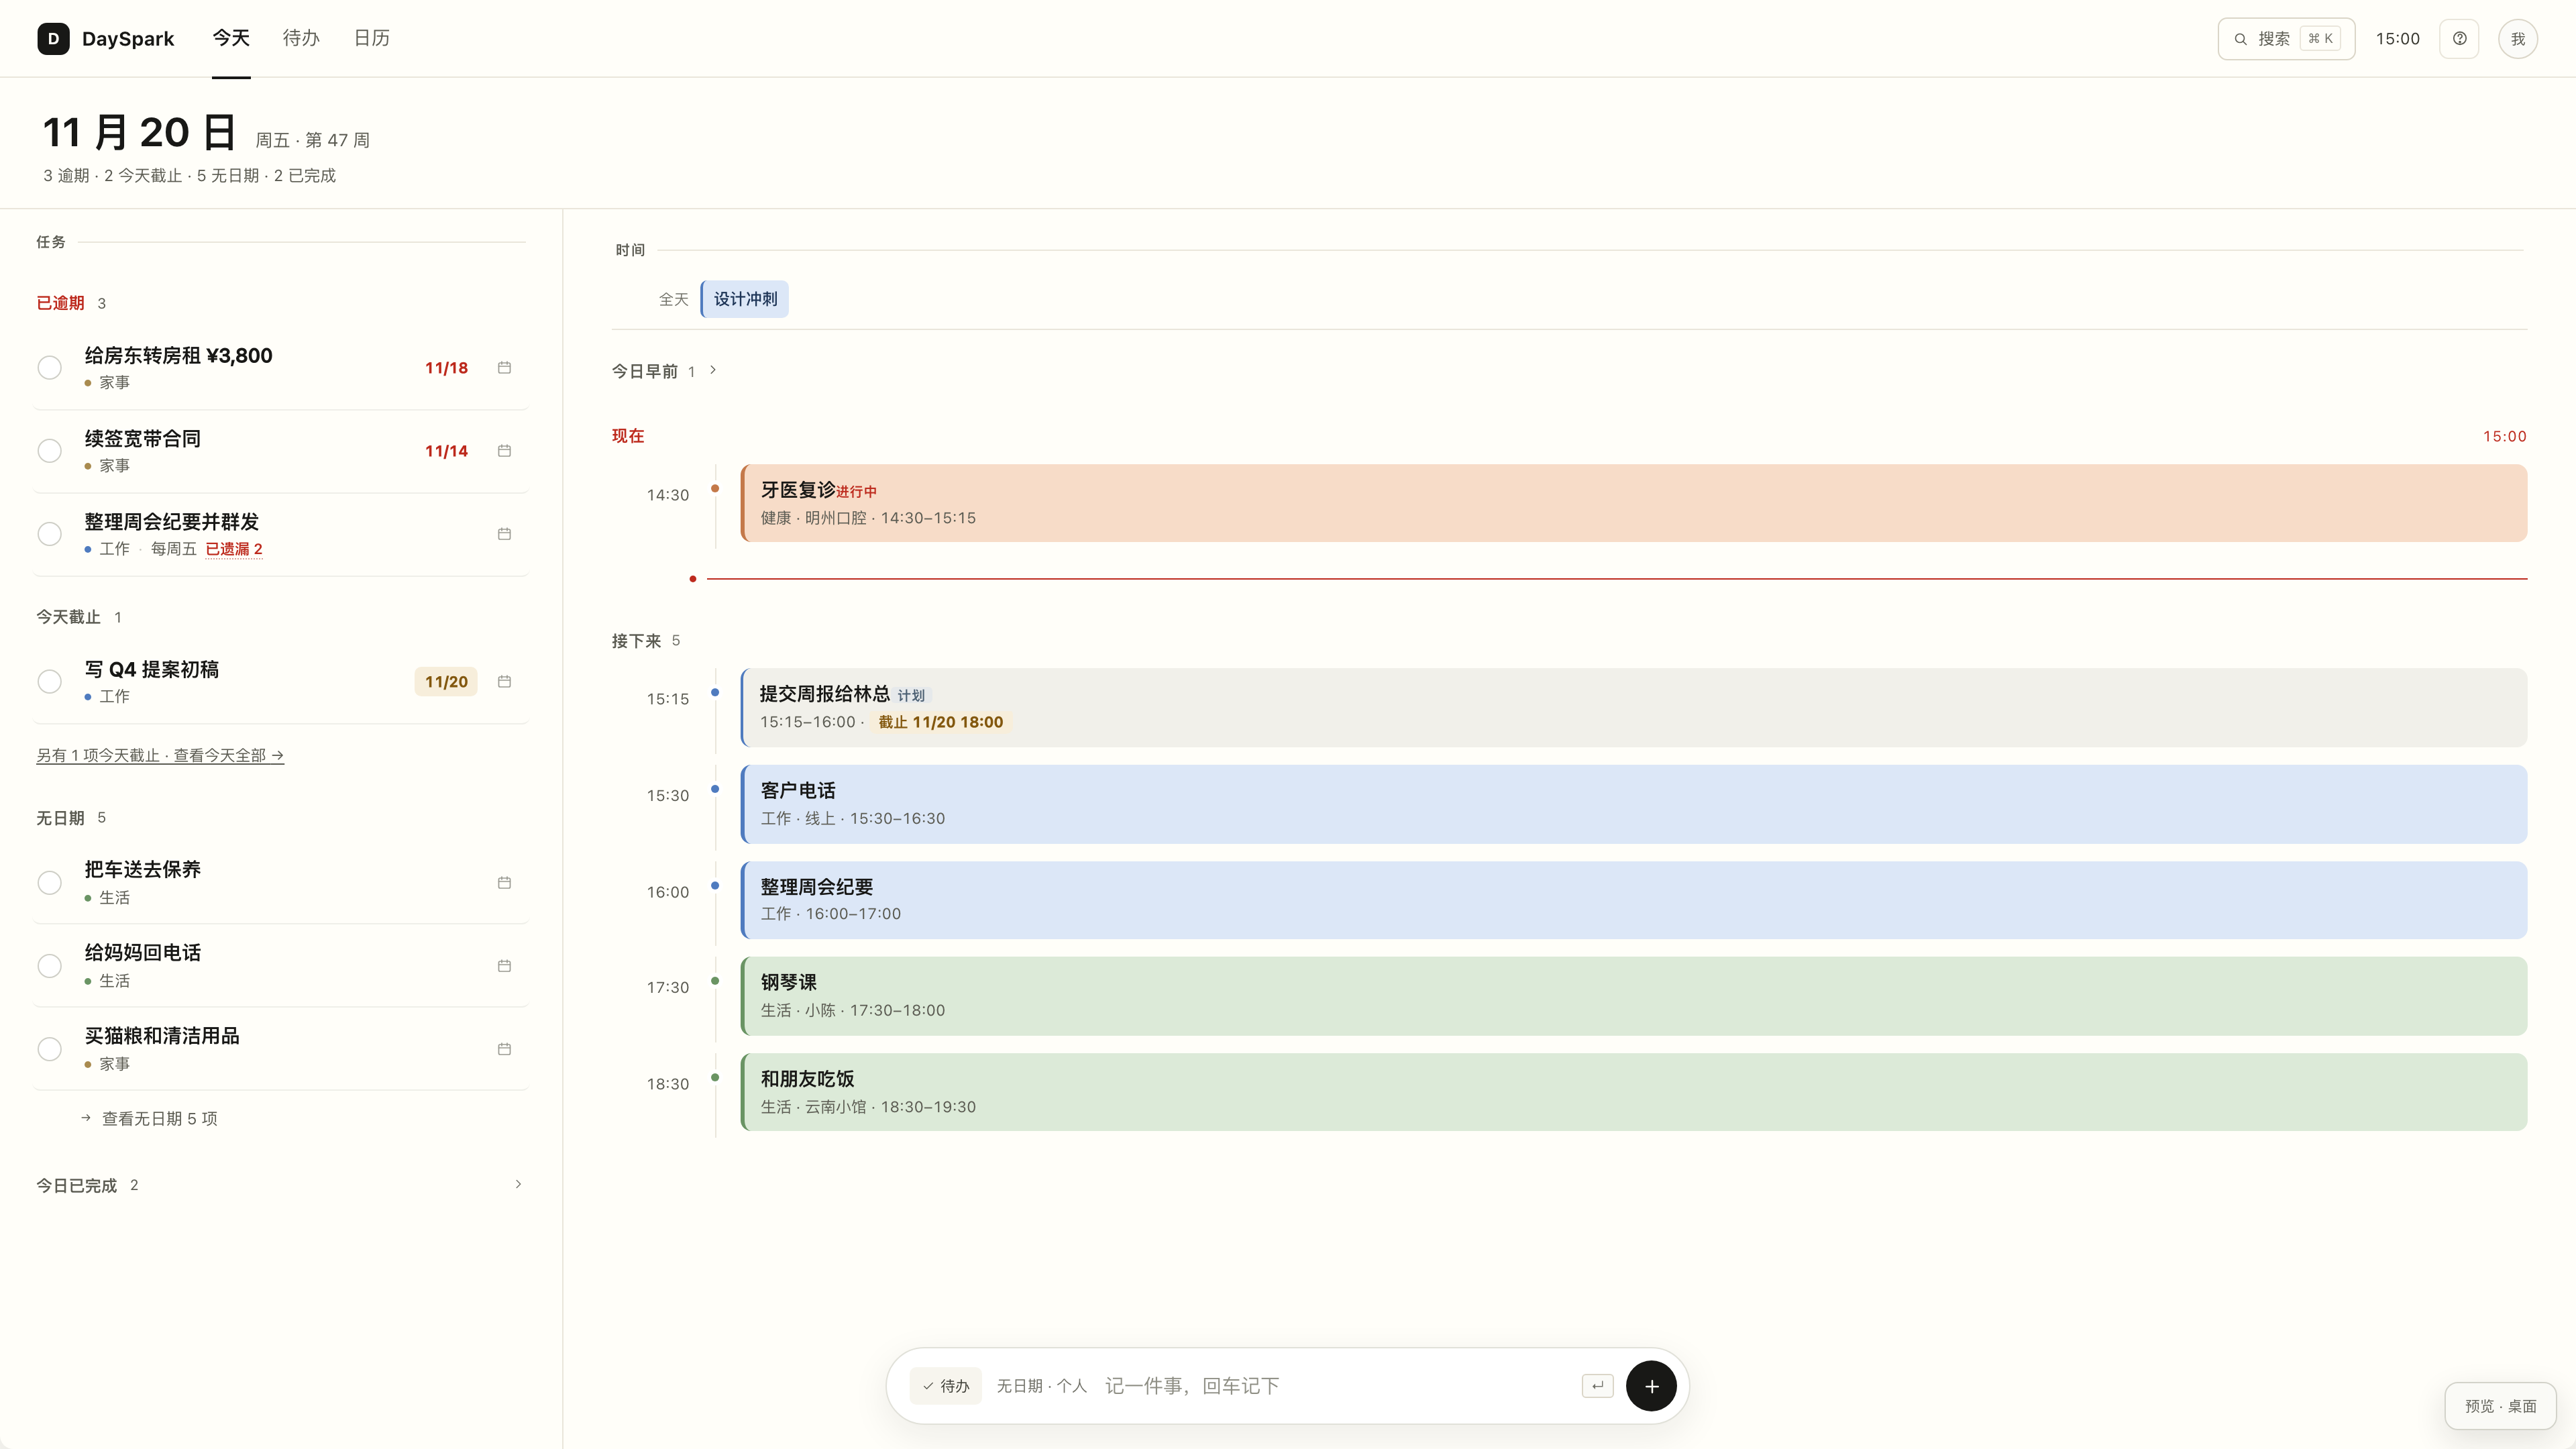 D DaySpark 今天 待办 日历 搜索 ⌘ K 15:00 我
11 月 20 日 周五 · 第 47 周
3 逾期 · 2 今天截止 · 5 无日期 · 2 已完成
任务
已逾期 3
给房东转房租 ¥3,800
家事
11/18
续签宽带合同
家事
11/14
整理周会纪要并群发
工作 · 每周五 已遗漏 2
今天截止 1
写 Q4 提案初稿
工作
11/20
另有 1 项今天截止 · 查看今天全部 →
无日期 5
把车送去保养
生活
给妈妈回电话
生活
买猫粮和清洁用品
家事
→ 查看无日期 5 项
今日已完成 2
时间
全天 设计冲刺
今日早前 1
现在 15:00
14:30
牙医复诊 进行中
健康 · 明州口腔 · 14:30–15:15
接下来 5
15:15
提交周报给林总 计划
15:15–16:00 · 截止 11/20 18:00
15:30
客户电话
工作 · 线上 · 15:30–16:30
16:00
整理周会纪要
工作 · 16:00–17:00
17:30
钢琴课
生活 · 小陈 · 17:30–18:00
18:30
和朋友吃饭
生活 · 云南小馆 · 18:30–19:30
待办 无日期 · 个人 记一件事，回车记下
预览 · 桌面